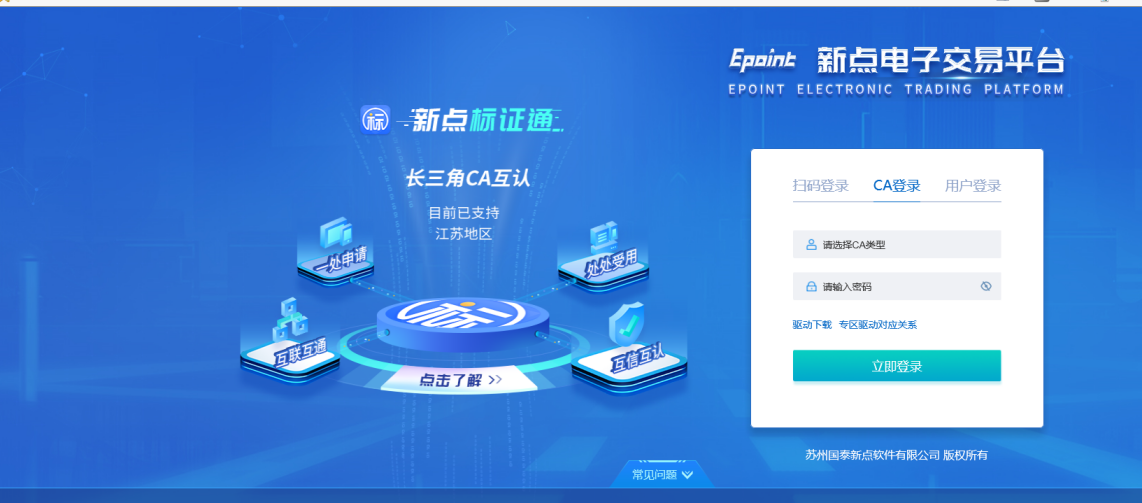 Epoint 新点电子交易平台
EPOINT ELECTRONIC TRADING PLATFORM
标 新点标证通
长三角CA互认
目前已支持
江苏地区
一处申请
处处受用
互联互通
互信互认
标
点击了解 >>
扫码登录 CA登录 用户登录
请选择CA类型
请输入密码
驱动下载 专区驱动对应关系
立即登录
苏州国泰新点软件有限公司 版权所有
常见问题